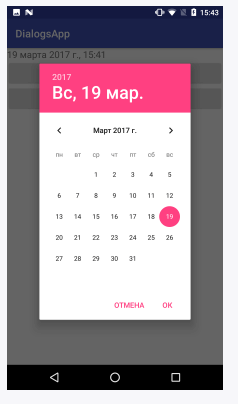 15:43
DialogsApp
19 марта 2017 г., 15:41
2017
Вс, 19 мар.
Март 2017 г.
пн вт ср чт пт сб вс
1 2 3 4 5
6 7 8 9 10 11 12
13 14 15 16 17 18 19
20 21 22 23 24 25 26
27 28 29 30 31
ОТМЕНА ОК